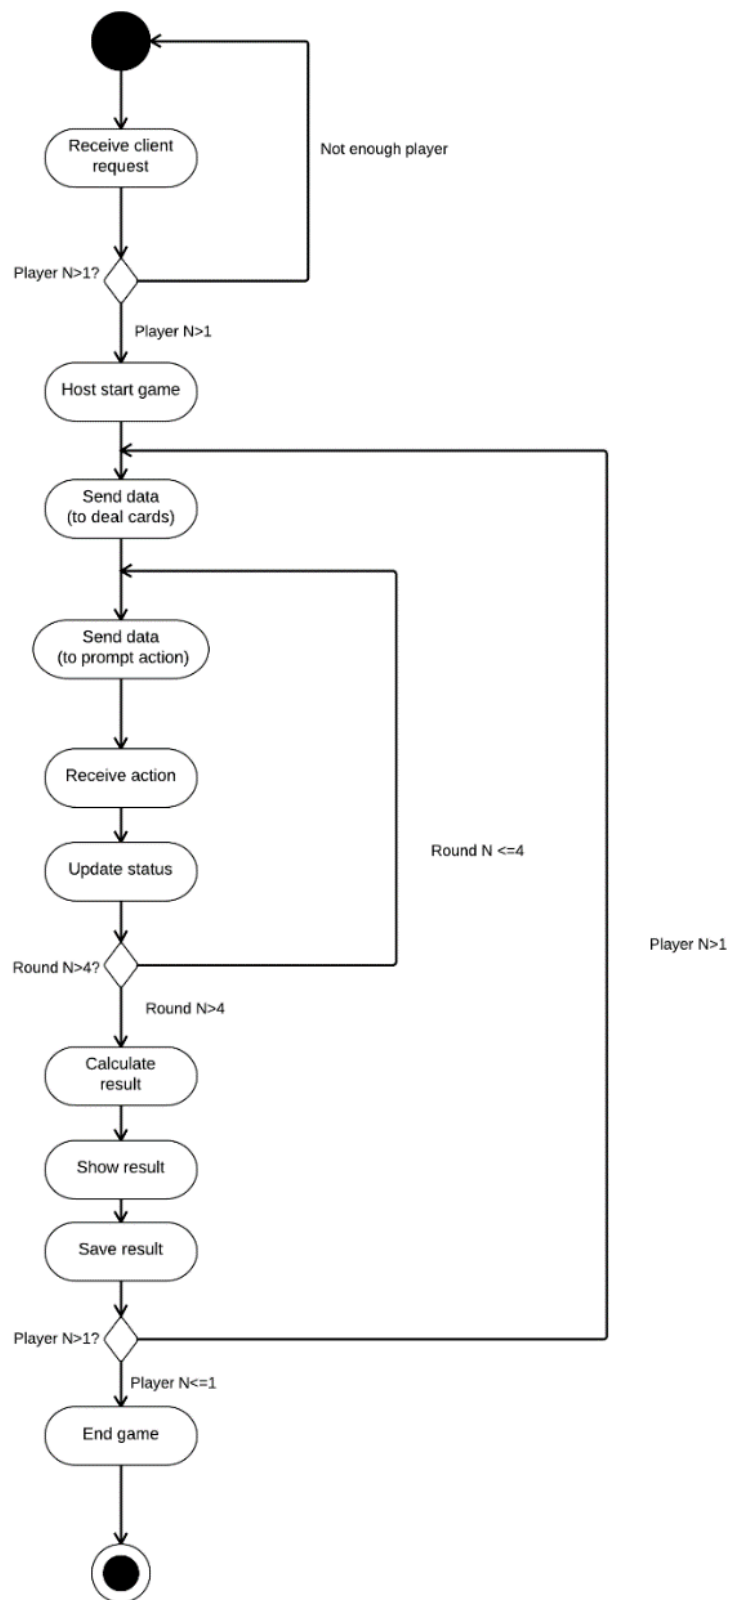 Receive client
request
Not enough player
Player N>1?
Player N>1
Host start game
Send data
(to deal cards)
Send data
(to prompt action)
Receive action
Update status
Round N <=4
Player N>1
Round N>4?
Round N>4
Calculate
result
Show result
Save result
Player N>1?
Player N<=1
End game